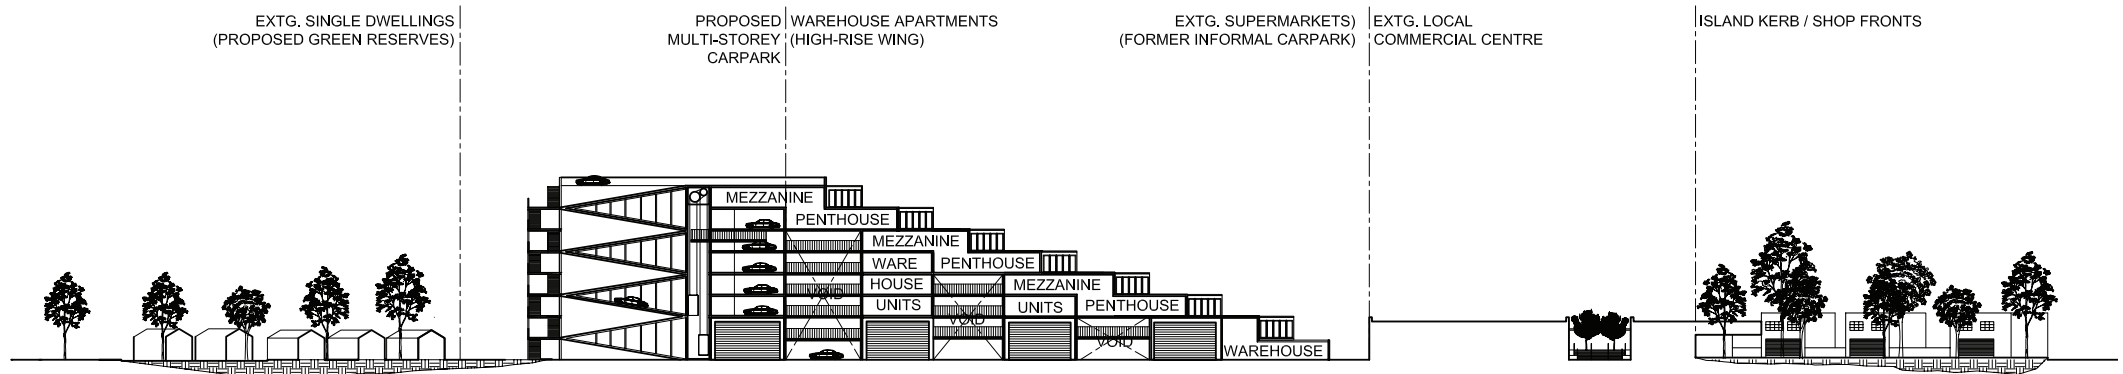 EXTG. SINGLE DWELLINGS
(PROPOSED GREEN RESERVES)
PROPOSED
MULTI-STOREY
CARPARK
WAREHOUSE APARTMENTS
(HIGH-RISE WING)
EXTG. SUPERMARKETS)
(FORMER INFORMAL CARPARK)
EXTG. LOCAL
COMMERCIAL CENTRE
ISLAND KERB / SHOP FRONTS
MEZZANINE
PENTHOUSE
MEZZANINE
WARE
PENTHOUSE
HOUSE
MEZZANINE
VOID
UNITS
UNITS
PENTHOUSE
VOID
VOID
WAREHOUSE